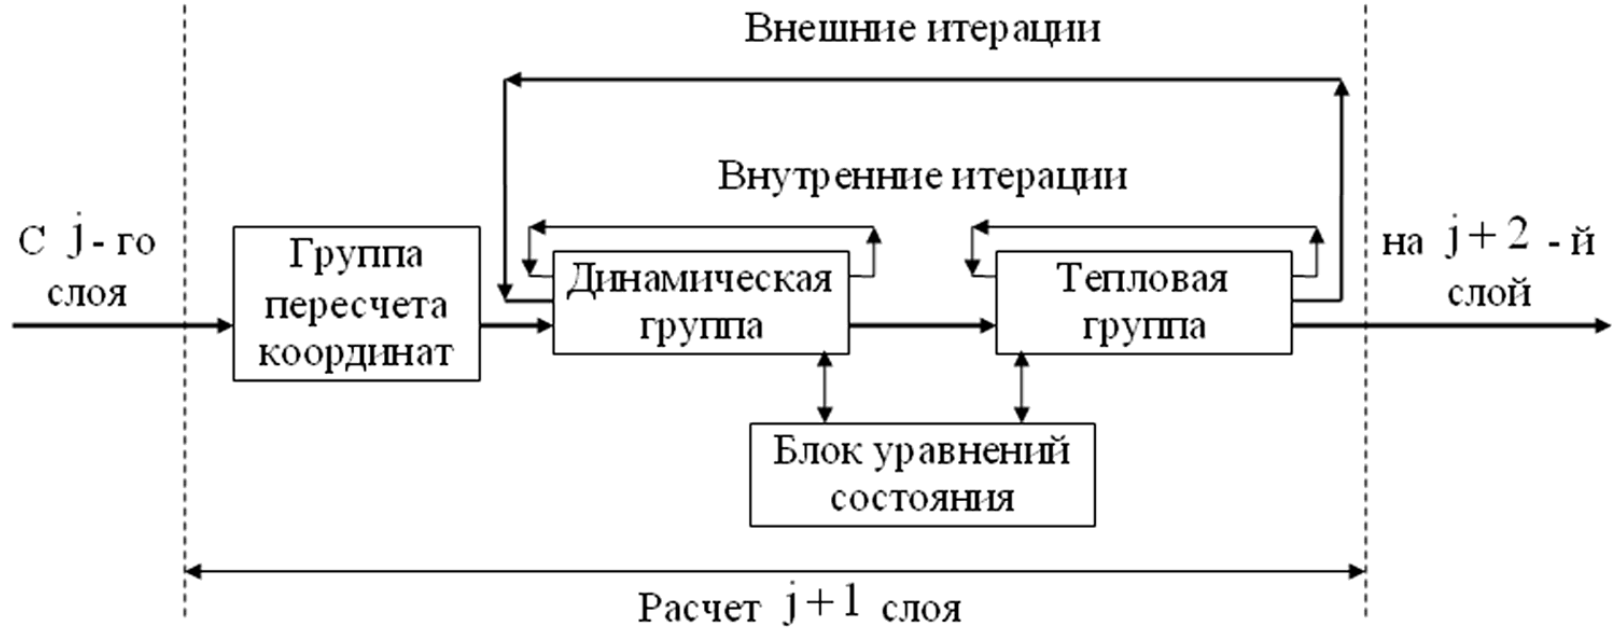 Внешние итерации
Внутренние итерации
С j - го
слоя
Группа
пересчета
координат
Динамическая
группа
Тепловая
группа
на j + 2 - й
слой
Блок уравнений
состояния
Расчет j + 1 слоя